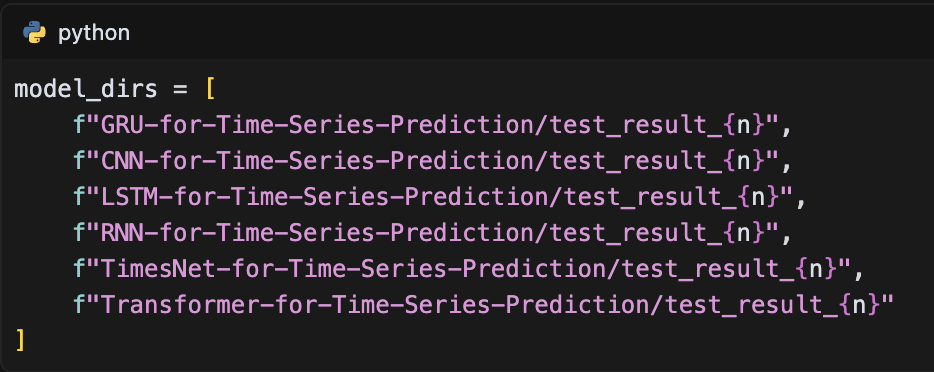 python
model_dirs = [
    f"GRU-for-Time-Series-Prediction/test_result_{n}",
    f"CNN-for-Time-Series-Prediction/test_result_{n}",
    f"LSTM-for-Time-Series-Prediction/test_result_{n}",
    f"RNN-for-Time-Series-Prediction/test_result_{n}",
    f"TimesNet-for-Time-Series-Prediction/test_result_{n}",
    f"Transformer-for-Time-Series-Prediction/test_result_{n}"
]